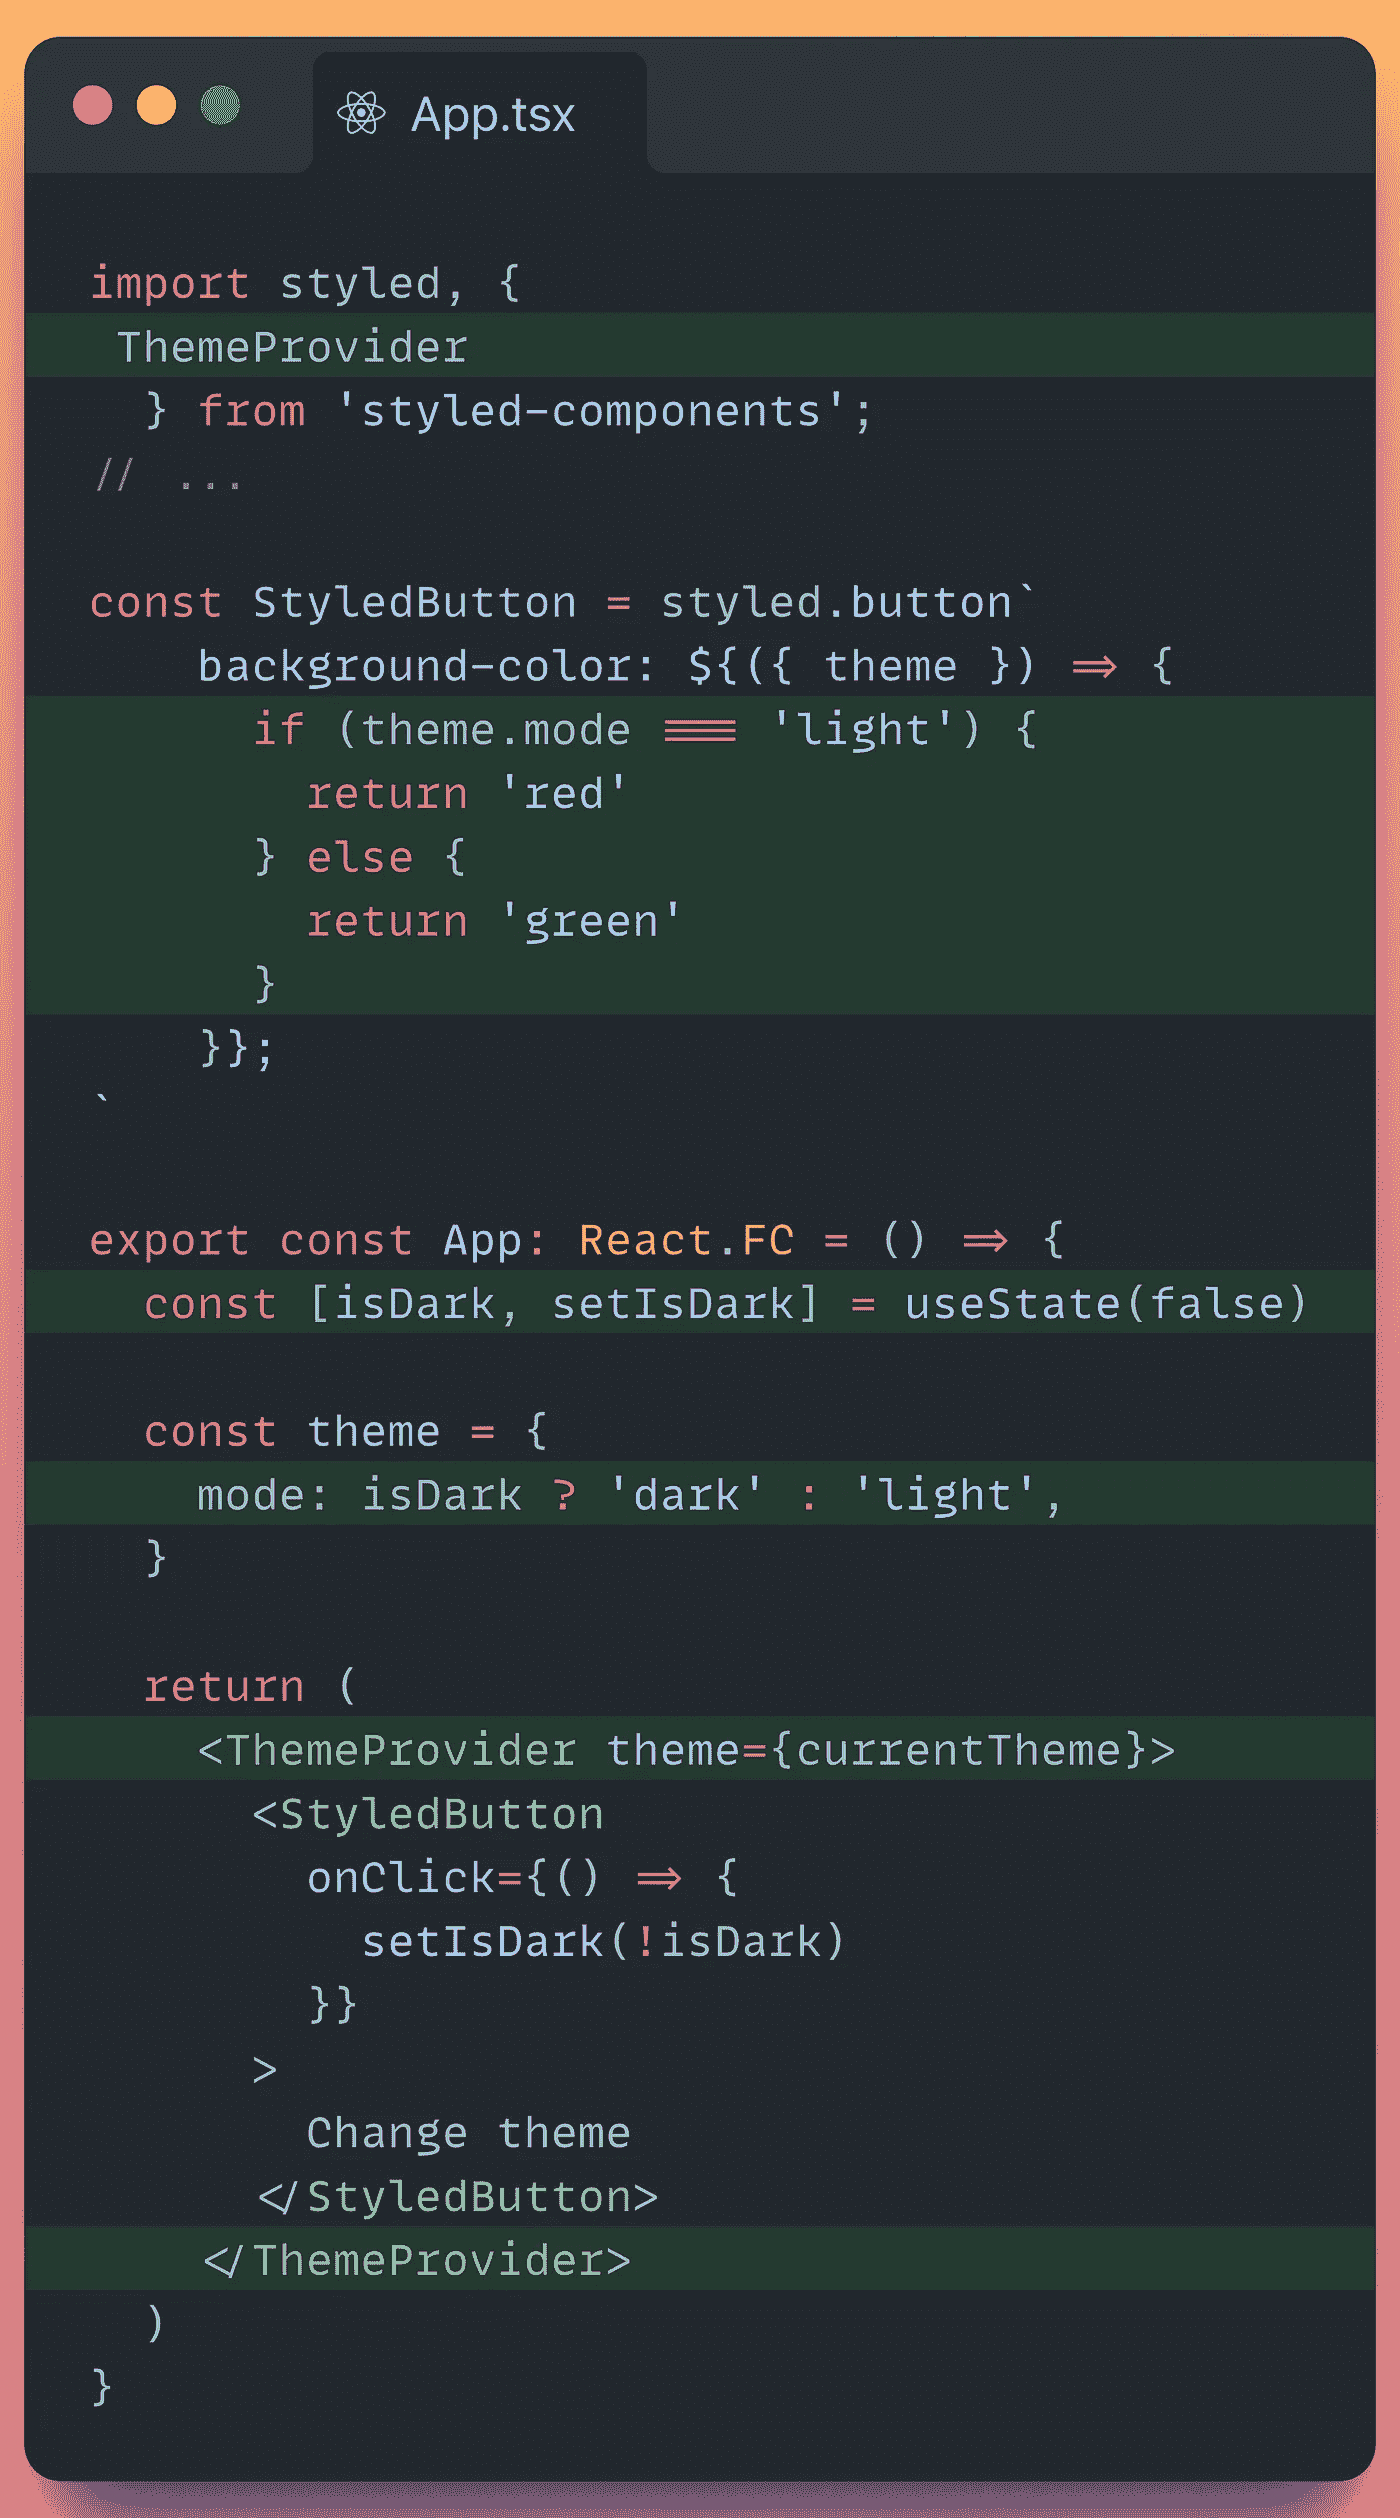 App.tsx
import styled, {
 ThemeProvider
  } from 'styled-components';
// ...

const StyledButton = styled.button`
    background-color: ${({ theme }) => {
      if (theme.mode === 'light') {
        return 'red'
      } else {
        return 'green'
      }
    }};
`

export const App: React.FC = () => {
  const [isDark, setIsDark] = useState(false)

  const theme = {
    mode: isDark ? 'dark' : 'light',
  }

  return (
    <ThemeProvider theme={currentTheme}>
      <StyledButton
        onClick={() => {
          setIsDark(!isDark)
        }}
      >
        Change theme
      </StyledButton>
    </ThemeProvider>
  )
}